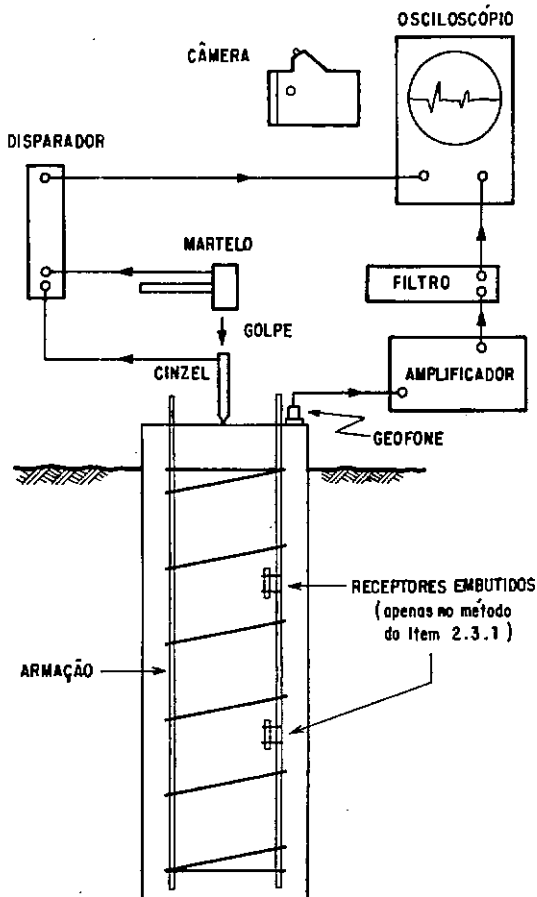 OSCILOSCÓPIO
CÂMERA
DISPARADOR
MARTELO
GOLPE
CINZEL
FILTRO
AMPLIFICADOR
GEOFONE
RECEPTORES EMBUTIDOS
(apenas no método
do Item 2.3.1)
ARMAÇÃO